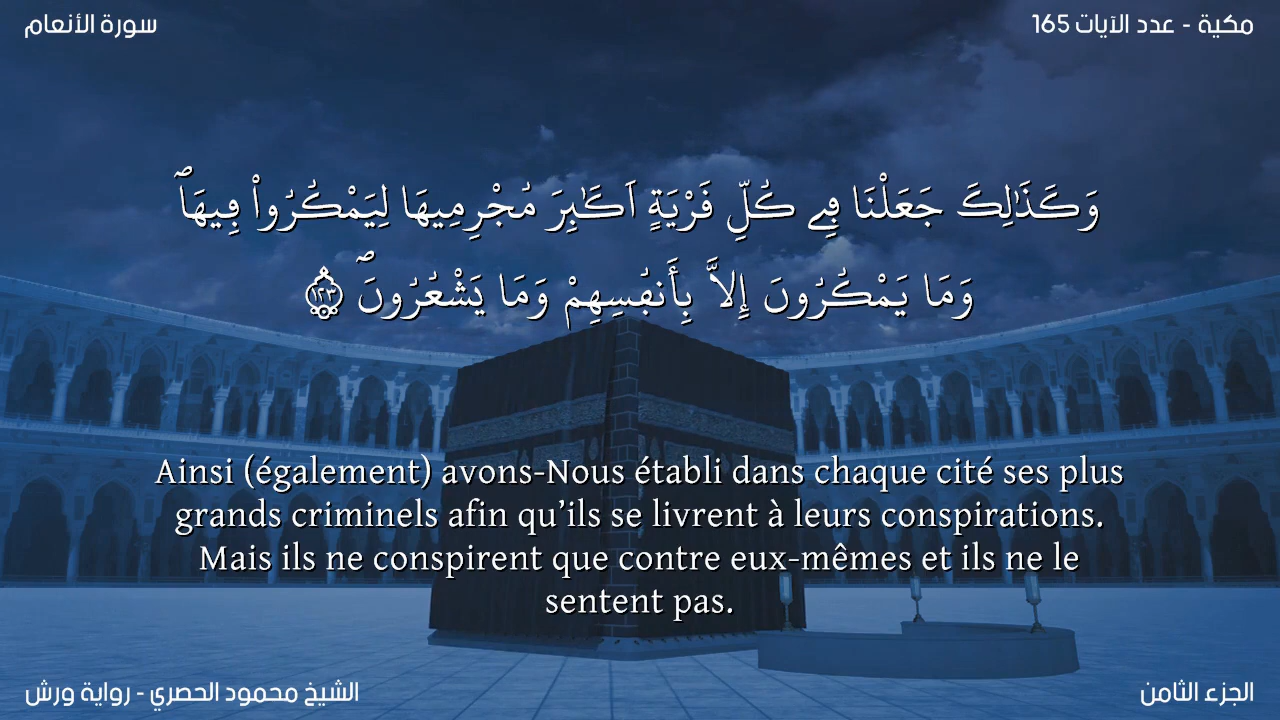 مكية - عدد الآيات 165
سورة الأنعام
وَكَذَٰلِكَ جَعَلْنَا فِے كُلِّ قَرْيَةٍ اَكَٰبِرَ مُجْرِمِيهَا لِيَمْكُرُواْ فِيهَاۖ
وَمَا يَمْكُرُونَ إِلَّا بِأَنفُسِهِمْ وَمَا يَشْعُرُونَۖ ١٢٣
Ainsi (également) avons-Nous établi dans chaque cité ses plus
grands criminels afin qu’ils se livrent à leurs conspirations.
Mais ils ne conspirent que contre eux-mêmes et ils ne le
sentent pas.
الجزء الثامن
الشيخ محمود الحصري - رواية ورش